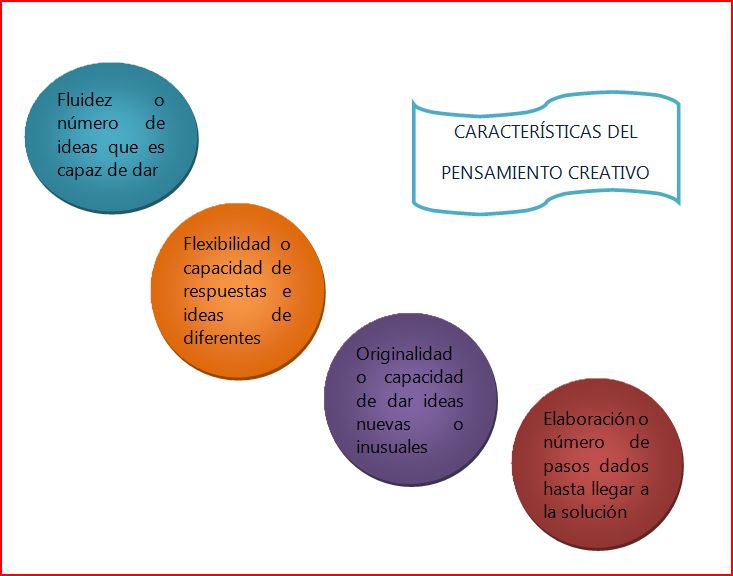 CARACTERÍSTICAS DEL
PENSAMIENTO CREATIVO
Fluidez o
número de
ideas que es
capaz de dar
Flexibilidad o
capacidad de
respuestas e
ideas de
diferentes
Originalidad
o capacidad
de dar ideas
nuevas o
inusuales
Elaboración o
número de
pasos dados
hasta llegar a
la solución